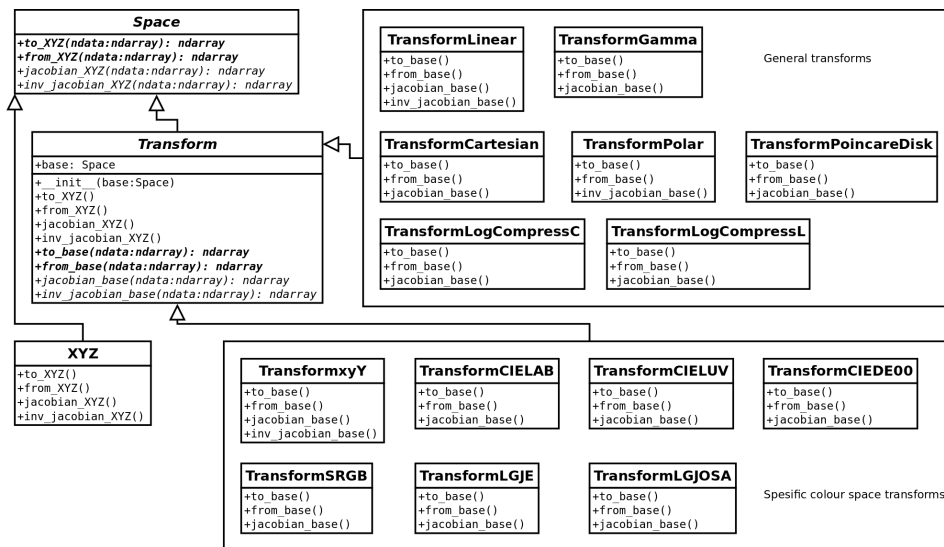 Space
+to_XYZ(ndata:ndarray): ndarray
+from_XYZ(ndata:ndarray): ndarray
+jacobian_XYZ(ndata:ndarray): ndarray
+inv_jacobian_XYZ(ndata:ndarray): ndarray
Transform
+base: Space
+__init__(base:Space)
+to_XYZ()
+from_XYZ()
+jacobian_XYZ()
+inv_jacobian_XYZ()
+to_base(ndata:ndarray): ndarray
+from_base(ndata:ndarray): ndarray
+jacobian_base(ndata:ndarray): ndarray
+inv_jacobian_base(ndata:ndarray): ndarray
XYZ
+to_XYZ()
+from_XYZ()
+jacobian_XYZ()
+inv_jacobian_XYZ()
TransformLinear
+to_base()
+from_base()
+jacobian_base()
+inv_jacobian_base()
TransformGamma
+to_base()
+from_base()
+jacobian_base()
General transforms
TransformCartesian
+to_base()
+from_base()
+jacobian_base()
TransformPolar
+to_base()
+from_base()
+inv_jacobian_base()
TransformPoincareDisk
+to_base()
+from_base()
+jacobian_base()
TransformLogCompressC
+to_base()
+from_base()
+jacobian_base()
TransformLogCompressL
+to_base()
+from_base()
+jacobian_base()
TransformxyY
+to_base()
+from_base()
+jacobian_base()
+inv_jacobian_base()
TransformCIELAB
+to_base()
+from_base()
+jacobian_base()
TransformCIELUV
+to_base()
+from_base()
+jacobian_base()
TransformCIEDE00
+to_base()
+from_base()
+jacobian_base()
TransformSRGB
+to_base()
+from_base()
+jacobian_base()
TransformLGJE
+to_base()
+from_base()
+jacobian_base()
TransformLGJOSA
+to_base()
+from_base()
+jacobian_base()
Spesific colour space transforms